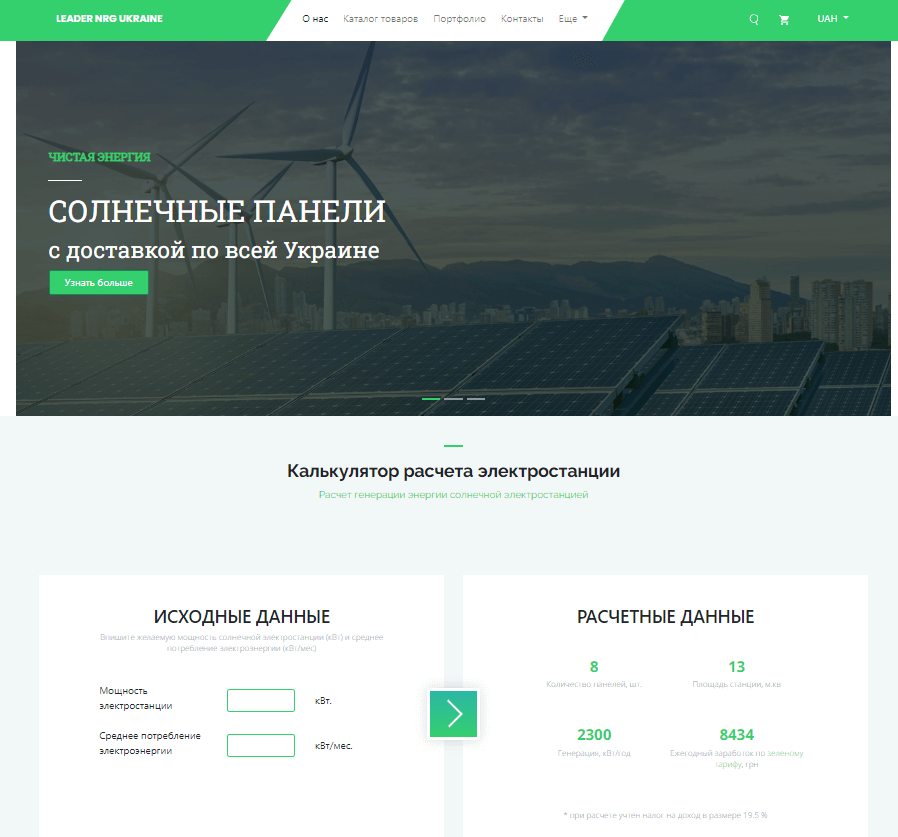 LEADER NRG UKRAINE
О нас
Каталог товаров
Портфолио
Контакты
Еще
UAH
ЧИСТАЯ ЭНЕРГИЯ
СОЛНЕЧНЫЕ ПАНЕЛИ
с доставкой по всей Украине
Узнать больше
Калькулятор расчета электростанции
Расчет генерации энергии солнечной электростанцией
ИСХОДНЫЕ ДАННЫЕ
Впишите желаемую мощность солнечной электростанции (кВт) и среднее
потребление электроэнергии (кВт/мес)
Мощность
электростанции
кВт.
Среднее потребление
электроэнергии
кВт/мес.
РАСЧЕТНЫЕ ДАННЫЕ
8
Количество панелей, шт.
13
Площадь станции, м.кв
2300
Генерация, кВт/год
8434
Ежегодный заработок по зеленому
тарифу, грн
* при расчете учтен налог на доход в размере 19.5 %